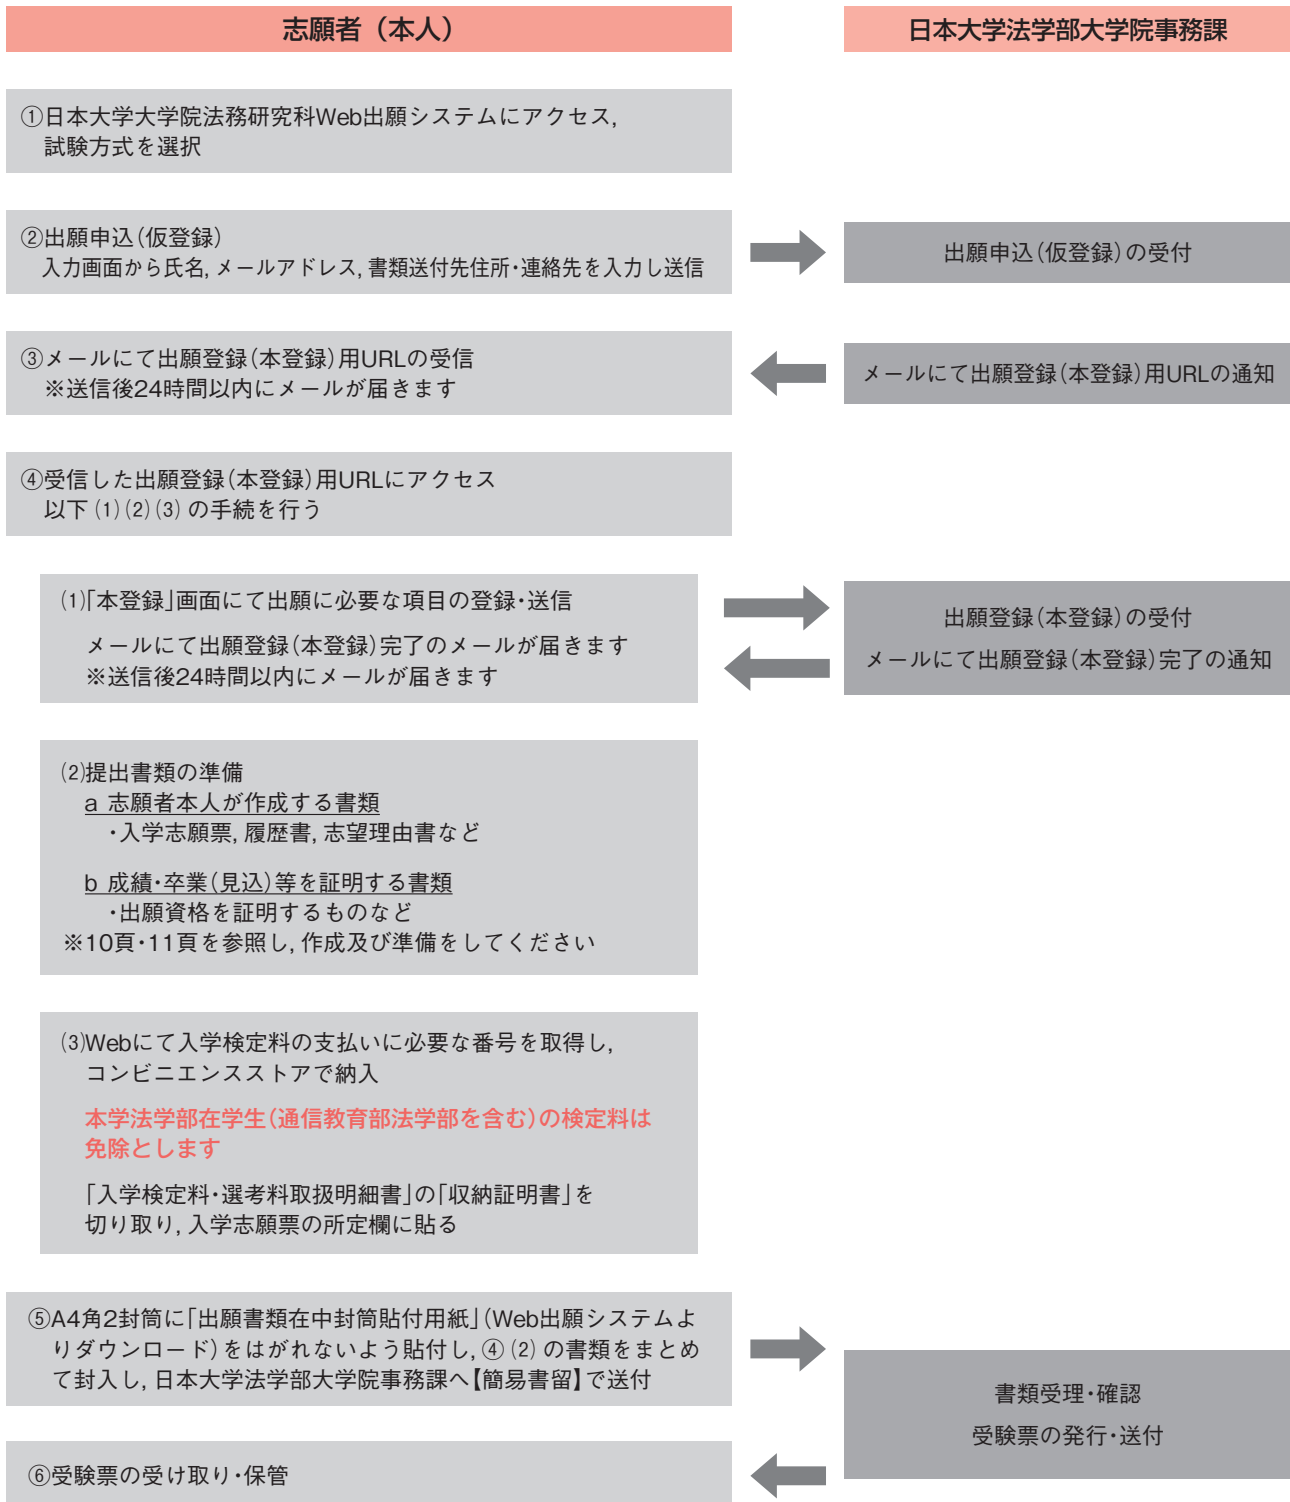 志願者（本人）
日本大学法学部大学院事務課
①日本大学大学院法務研究科Web出願システムにアクセス,
試験方式を選択
②出願申込（仮登録）
入力画面から氏名, メールアドレス, 書類送付先住所・連絡先を入力し送信
出願申込（仮登録）の受付
③メールにて出願登録（本登録）用URLの受信
※送信後24時間以内にメールが届きます
メールにて出願登録（本登録）用URLの通知
④受信した出願登録（本登録）用URLにアクセス
以下 (1) (2) (3) の手続を行う
(1)「本登録」画面にて出願に必要な項目の登録・送信
メールにて出願登録（本登録）完了のメールが届きます
※送信後24時間以内にメールが届きます
出願登録（本登録）の受付
メールにて出願登録（本登録）完了の通知
(2)提出書類の準備
a 志願者本人が作成する書類
・入学志願票, 履歴書, 志望理由書など
b 成績・卒業（見込）等を証明する書類
・出願資格を証明するものなど
※10頁・11頁を参照し, 作成及び準備をしてください
(3)Webにて入学検定料の支払いに必要な番号を取得し,
コンビニエンスストアで納入
本学法学部在学生（通信教育部法学部を含む）の検定料は
免除とします
「入学検定料・選考料取扱明細書」の「収納証明書」を
切り取り, 入学志願票の所定欄に貼る
⑤A4角2封筒に「出願書類在中封筒貼付用紙」（Web出願システムよ
りダウンロード）をはがれないよう貼付し, ④ (2) の書類をまとめ
て封入し, 日本大学法学部大学院事務課へ【簡易書留】で送付
書類受理・確認
受験票の発行・送付
⑥受験票の受け取り・保管